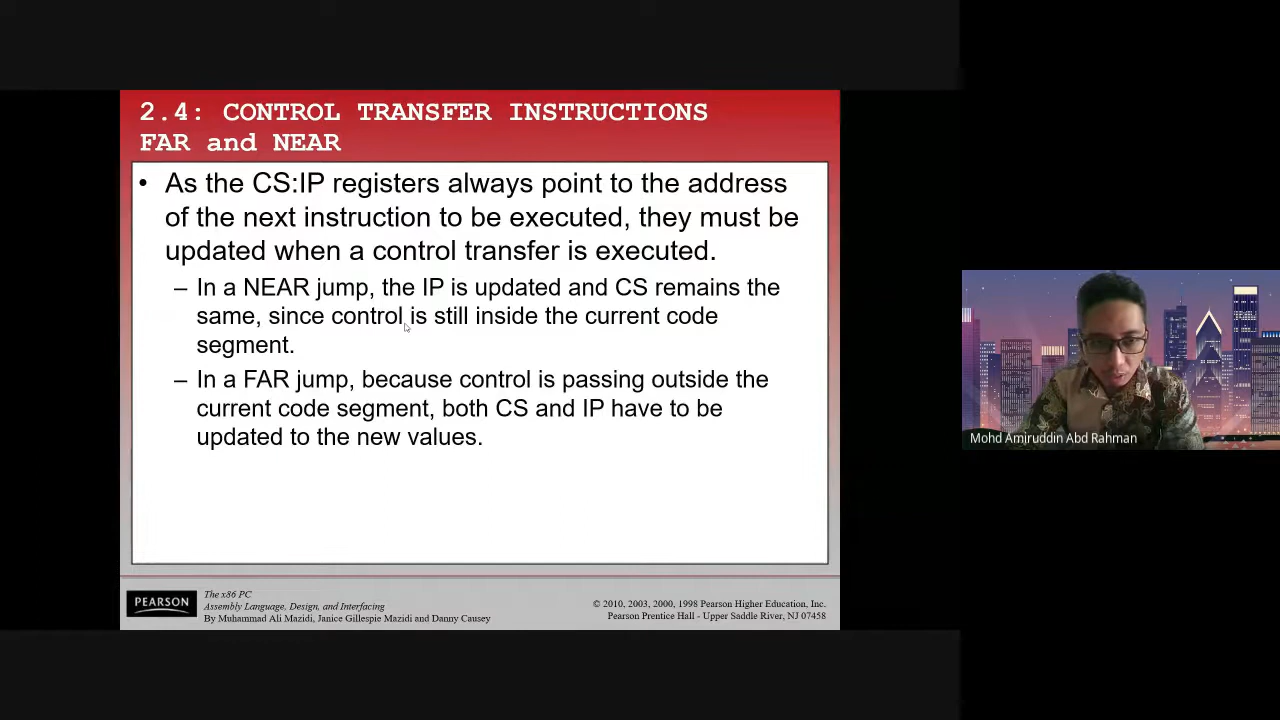 2.4: CONTROL TRANSFER INSTRUCTIONS
FAR and NEAR
• As the CS:IP registers always point to the address
of the next instruction to be executed, they must be
updated when a control transfer is executed.
– In a NEAR jump, the IP is updated and CS remains the
same, since control is still inside the current code
segment.
– In a FAR jump, because control is passing outside the
current code segment, both CS and IP have to be
updated to the new values.
PEARSON
The x86 PC
Assembly Language, Design, and Interfacing
By Muhammad Ali Mazidi, Janice Gillespie Mazidi and Danny Causey
© 2010, 2003, 2000, 1998 Pearson Higher Education, Inc.
Pearson Prentice Hall - Upper Saddle River, NJ 07458
Mohd Amiruddin Abd Rahman